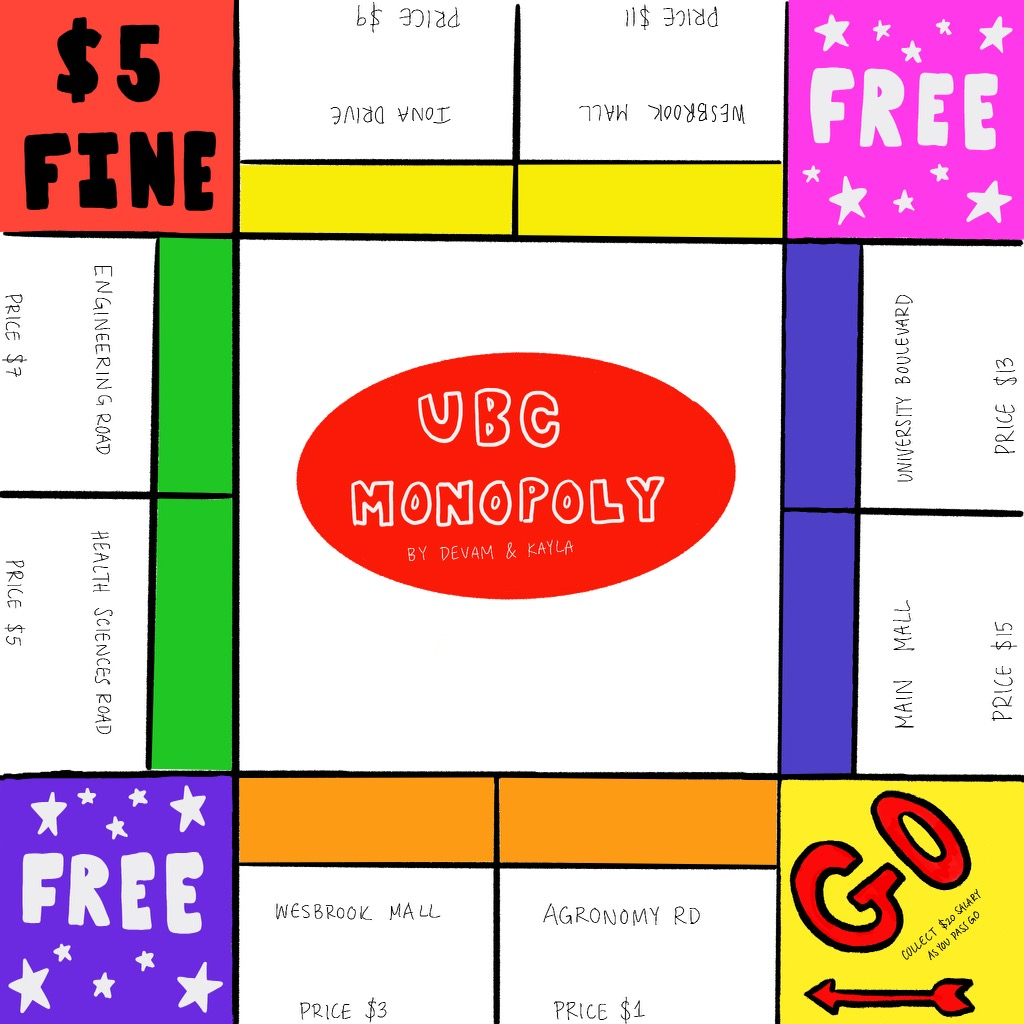 $5
FINE
PRICE $9
IONA DRIVE
PRICE $11
WESBROOK MALL
FREE
ENGINEERING ROAD
PRICE $7
HEALTH SCIENCES ROAD
PRICE $5
UBC
MONOPOLY
BY DEVAM & KAYLA
UNIVERSITY BOULEVARD
PRICE $13
MAIN MALL
PRICE $15
FREE
WESBROOK MALL
PRICE $3
AGRONOMY RD
PRICE $1
GO
COLLECT $20 SALARY
AS YOU PASS GO